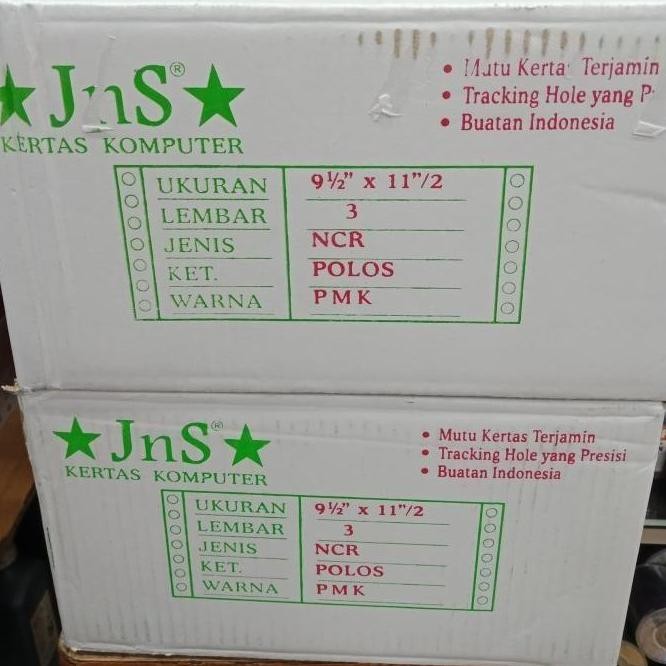 JnS®
KERTAS KOMPUTER
• Mutu Kertas Terjamin
• Tracking Hole yang
• Buatan Indonesia
UKURAN 9½" x 11"/2
LEMBAR 3
JENIS NCR
KET. POLOS
WARNA PMK
JnS®
KERTAS KOMPUTER
• Mutu Kertas Terjamin
• Tracking Hole yang Presisi
• Buatan Indonesia
UKURAN 9½" x 11"/2
LEMBAR 3
JENIS NCR
KET. POLOS
WARNA PMK